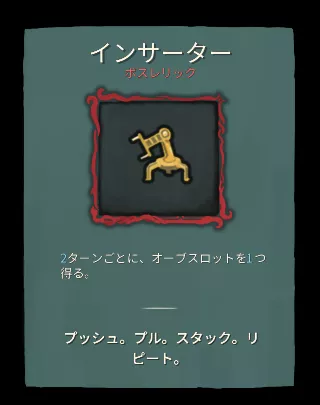 インサーター
ボスレリック
2ターンごとに、オーブスロットを1つ
得る。
プッシュ。プル。スタック。リ
ピート。